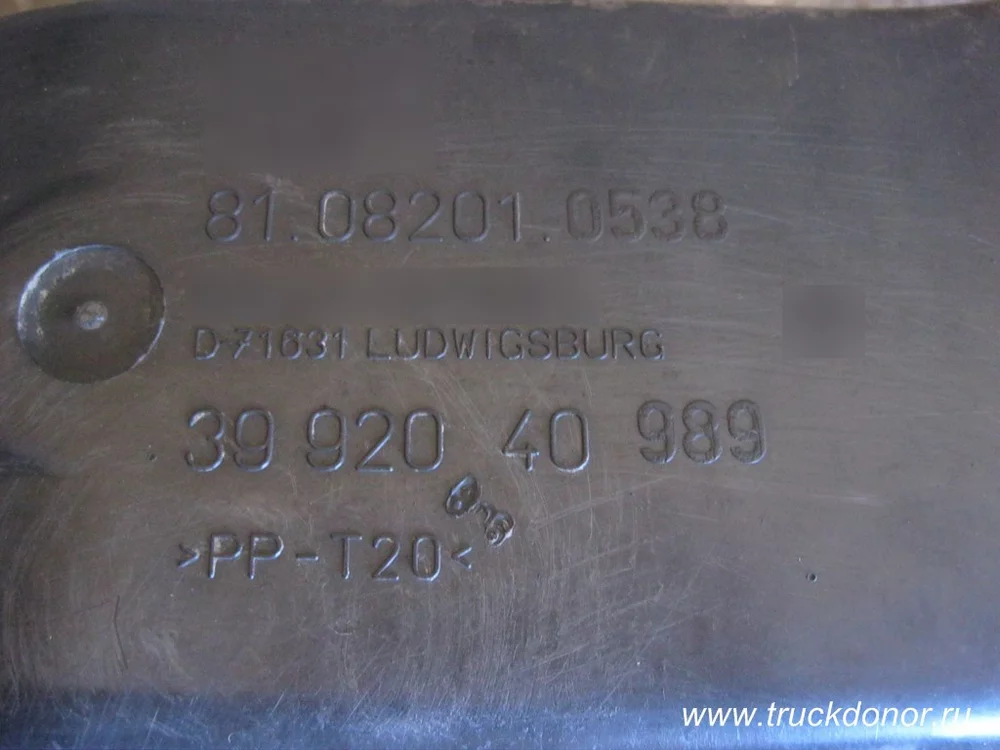 81.08201.0538
D-71631 LUDWIGSBURG
39 920 40 989
>PP-T20<
www.truckdonor.ru